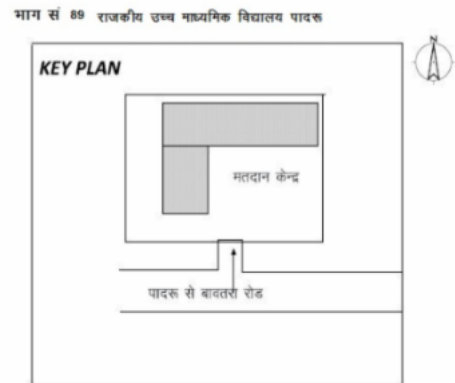 भाग सं 89 राजकीय उच्च माध्यमिक विद्यालय पादरू
N
KEY PLAN
मतदान केन्द्र
पादरू से बावतरा रोड